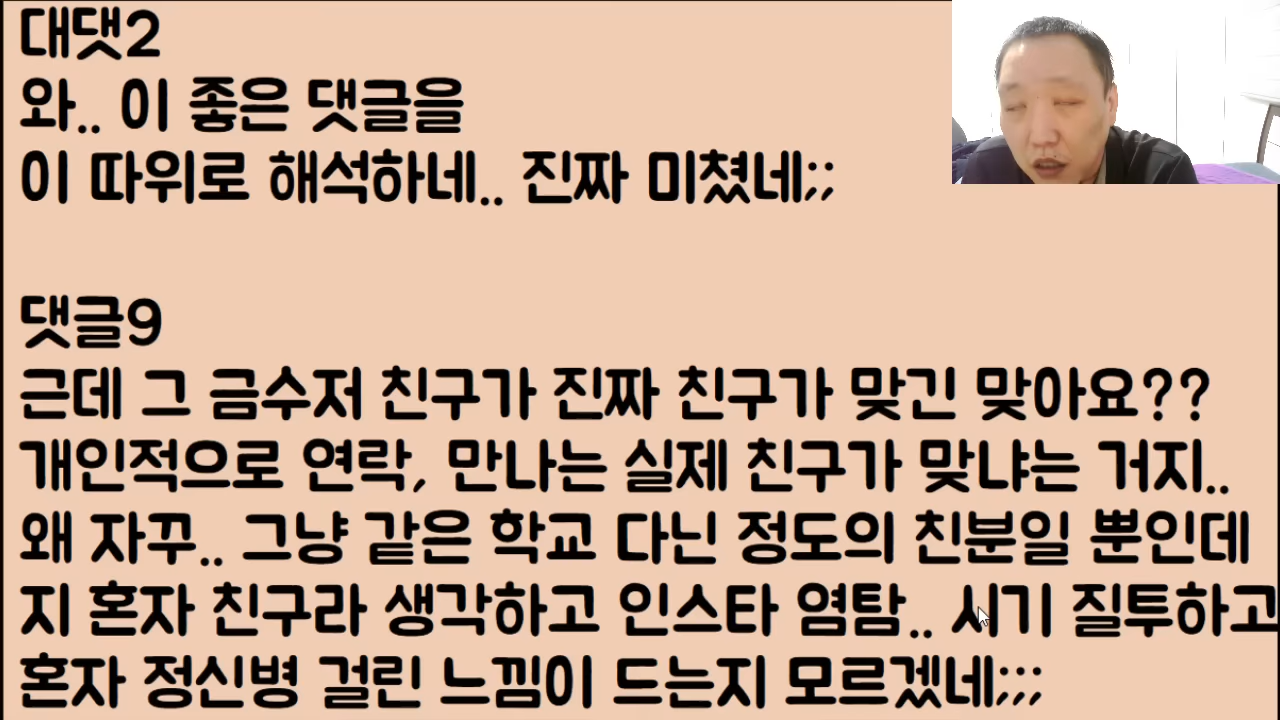 대댓2
와.. 이 좋은 댓글을
이 따위로 해석하네.. 진짜 미쳤네;;
댓글9
근데 그 금수저 친구가 진짜 친구가 맞긴 맞아요??
개인적으로 연락, 만나는 실제 친구가 맞냐는 거지..
왜 자꾸.. 그냥 같은 학교 다닌 정도의 친분일 뿐인데
지 혼자 친구라 생각하고 인스타 염탐.. 시기 질투하고
혼자 정신병 걸린 느낌이 드는지 모르겠네;;;